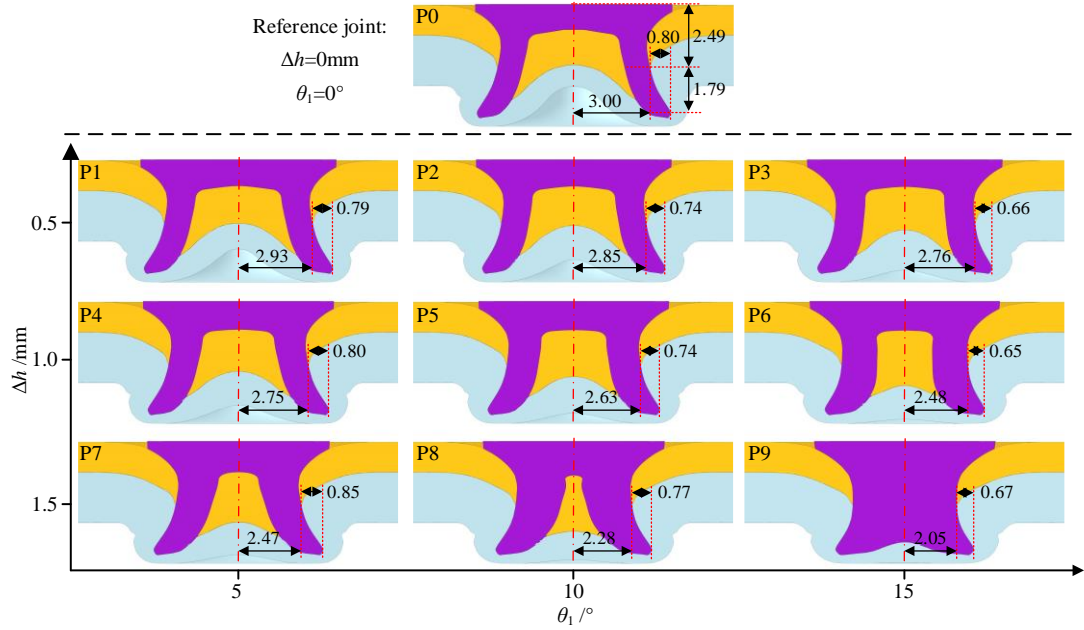 Reference joint:
Δh=0mm
θ1=0°
P0
0.80
2.49
1.79
3.00
P1
0.79
2.93
P2
0.74
2.85
P3
0.66
2.76
P4
0.80
2.75
P5
0.74
2.63
P6
0.65
2.48
P7
0.85
2.47
P8
0.77
2.28
P9
0.67
2.05
Δh /mm
0.5
1.0
1.5
5
10
15
θ1 /°